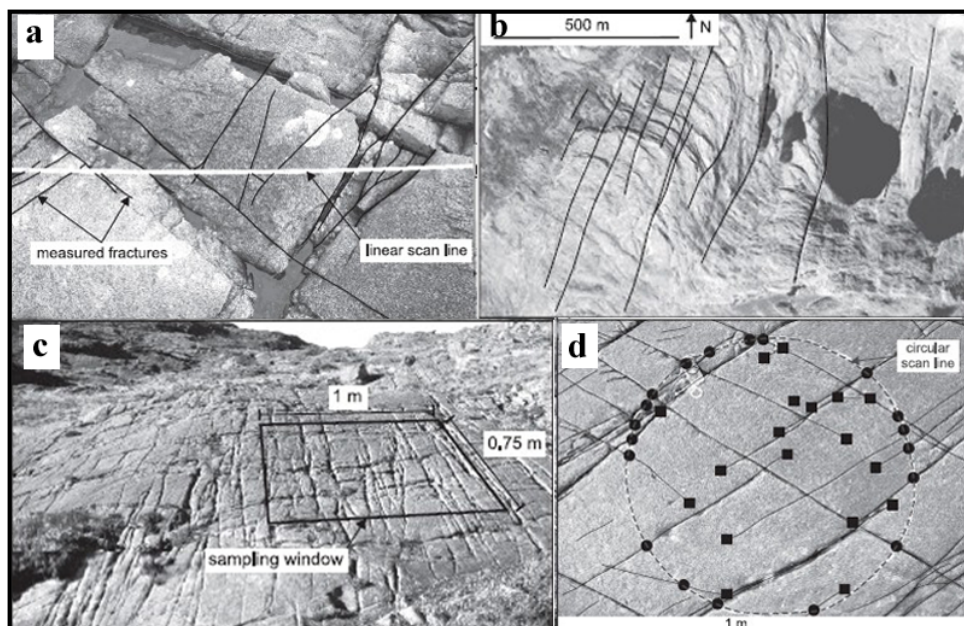 a
measured fractures
linear scan line
b
500 m
N
c
1 m
0.75 m
sampling window
d
circular
scan line
1 m